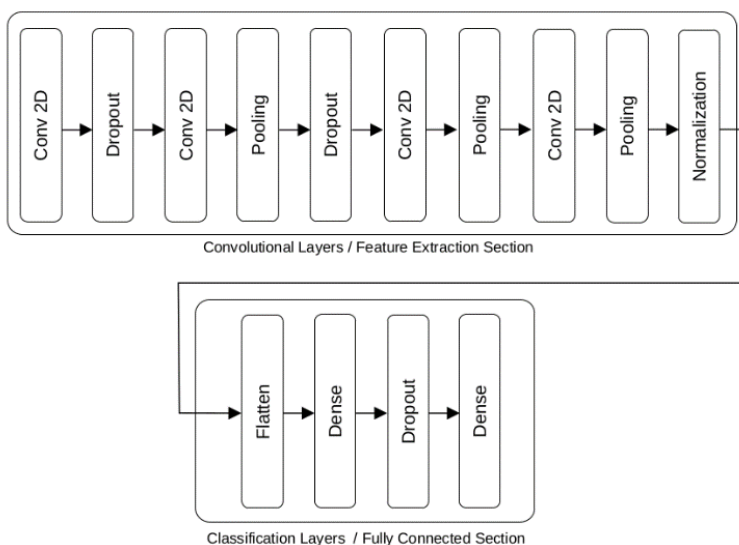 Conv 2D
Dropout
Conv 2D
Pooling
Dropout
Conv 2D
Pooling
Conv 2D
Pooling
Normalization
Convolutional Layers / Feature Extraction Section
Flatten
Dense
Dropout
Dense
Classification Layers / Fully Connected Section